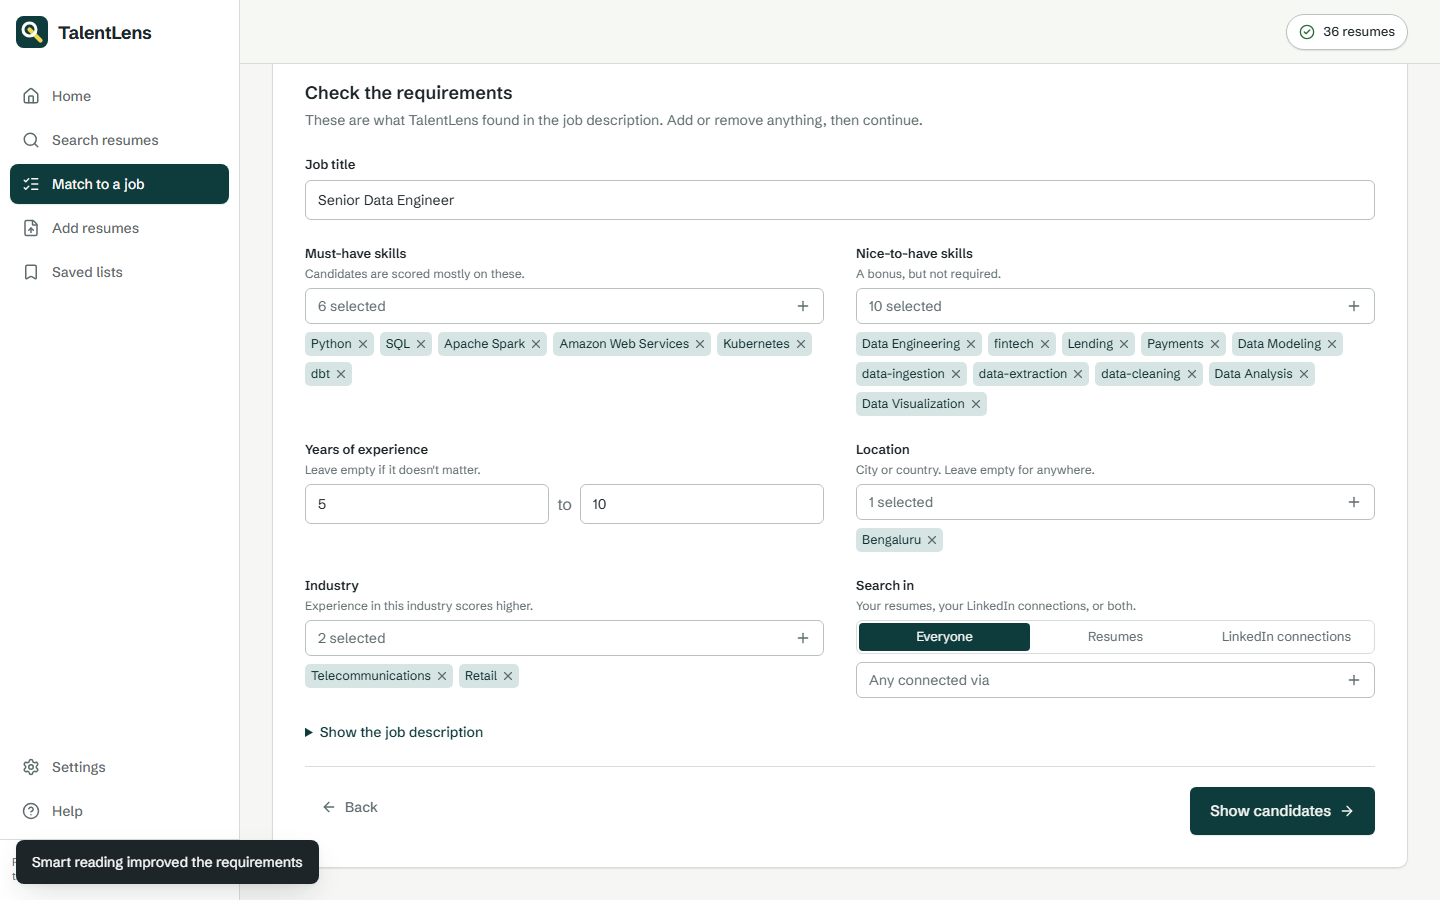 TalentLens
36 resumes
Home
Search resumes
Match to a job
Add resumes
Saved lists
Settings
Help
Check the requirements
These are what TalentLens found in the job description. Add or remove anything, then continue.
Job title
Senior Data Engineer
Must-have skills
Candidates are scored mostly on these.
6 selected
Python SQL Apache Spark Amazon Web Services Kubernetes
dbt
Nice-to-have skills
A bonus, but not required.
10 selected
Data Engineering fintech Lending Payments Data Modeling
data-ingestion data-extraction data-cleaning Data Analysis
Data Visualization
Years of experience
Leave empty if it doesn't matter.
5 to 10
Location
City or country. Leave empty for anywhere.
1 selected
Bengaluru
Industry
Experience in this industry scores higher.
2 selected
Telecommunications Retail
Search in
Your resumes, your LinkedIn connections, or both.
Everyone Resumes LinkedIn connections
Any connected via
Show the job description
Back
Show candidates
Smart reading improved the requirements